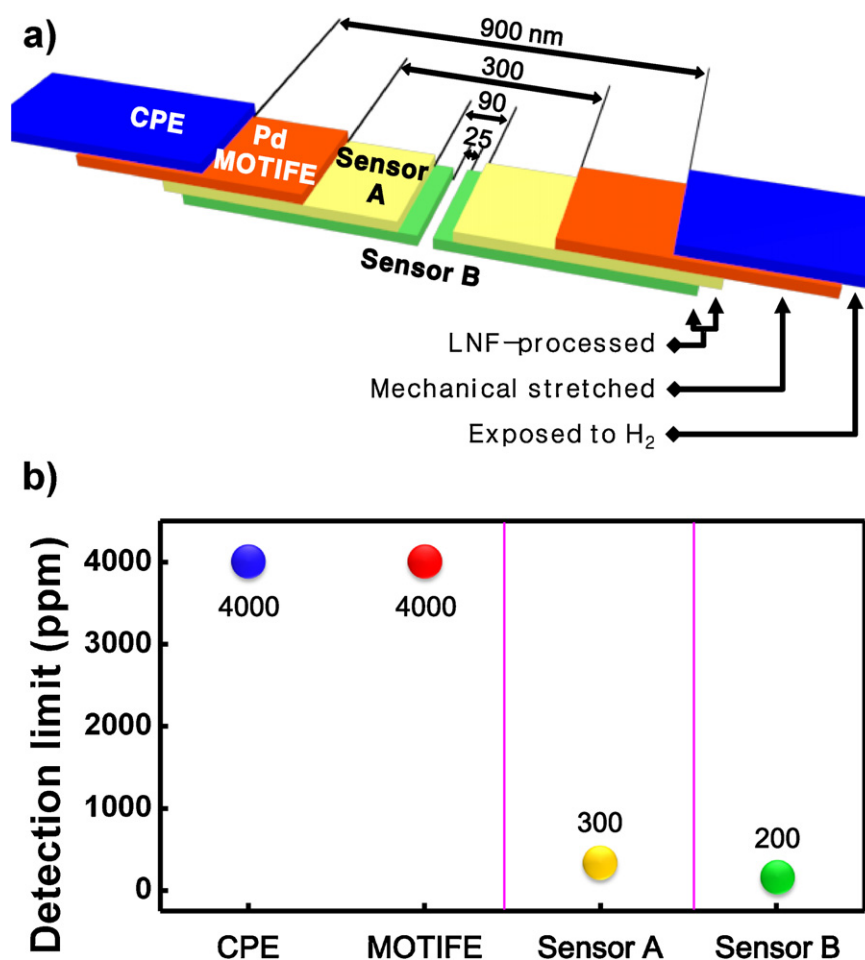 a)
900 nm
300
90
25
CPE
Pd
MOTIFE
Sensor
A
Sensor B
LNF-processed
Mechanical stretched
Exposed to H₂
b)
Detection limit (ppm)
4000
3000
2000
1000
0
4000
4000
300
200
CPE
MOTIFE
Sensor A
Sensor B